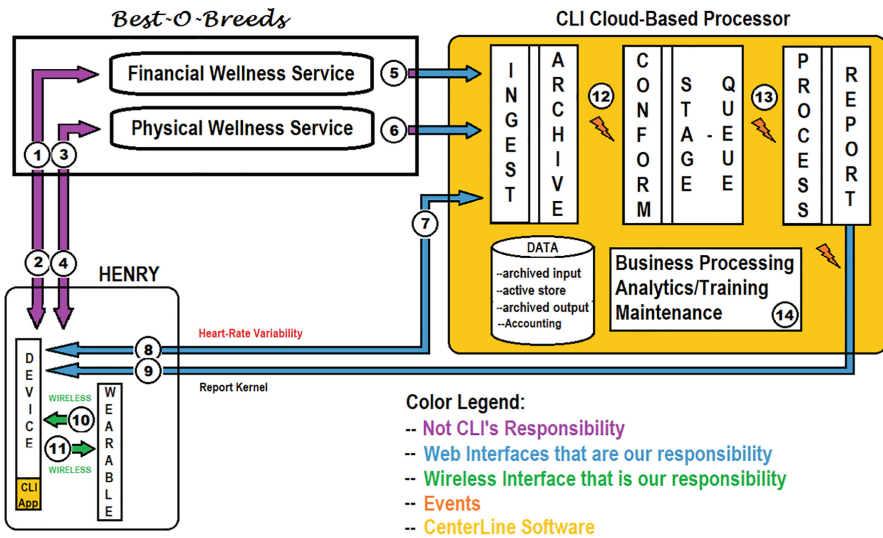 Best-O-Breeds
CLI Cloud-Based Processor
Financial Wellness Service
Physical Wellness Service
1
3
5
6
2
4
7
INGEST
ARCHIVE
12
CONFORM
STAGE
-
QUEUE
13
PROCESS
REPORT
DATA
--archived input
--active store
--archived output
--Accounting
Business Processing
Analytics/Training
Maintenance
14
HENRY
Heart-Rate Variability
8
9
Report Kernel
DEVICE
WIRELESS
10
11
WIRELESS
WEARABLE
CLI
App
Color Legend:
-- Not CLI's Responsibility
-- Web Interfaces that are our responsibility
-- Wireless Interface that is our responsibility
-- Events
-- CenterLine Software